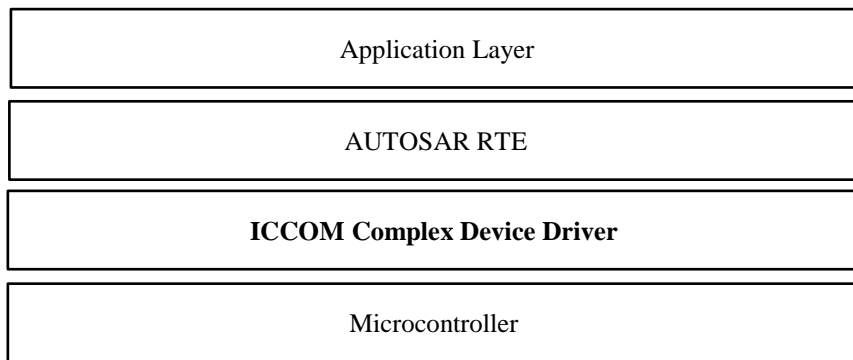 Application Layer
AUTOSAR RTE
ICCOM Complex Device Driver
Microcontroller